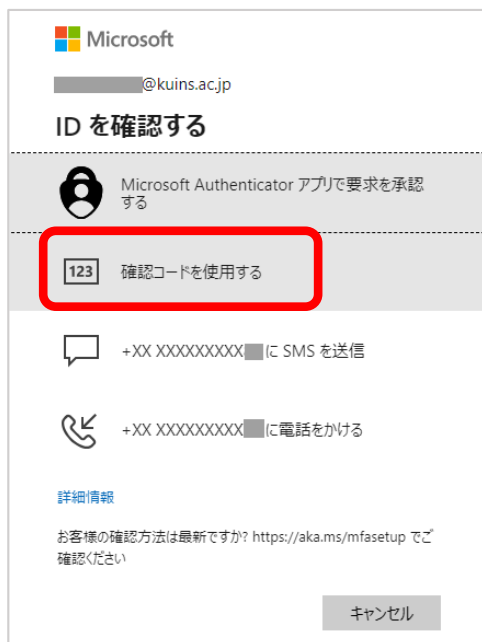 Microsoft
@kuins.ac.jp
ID を確認する
Microsoft Authenticator アプリで要求を承認
する
123 確認コードを使用する
+XX XXXXXXXXX に SMS を送信
+XX XXXXXXXXX に電話をかける
詳細情報
お客様の確認方法は最新ですか? https://aka.ms/mfasetup でご
確認ください
キャンセル